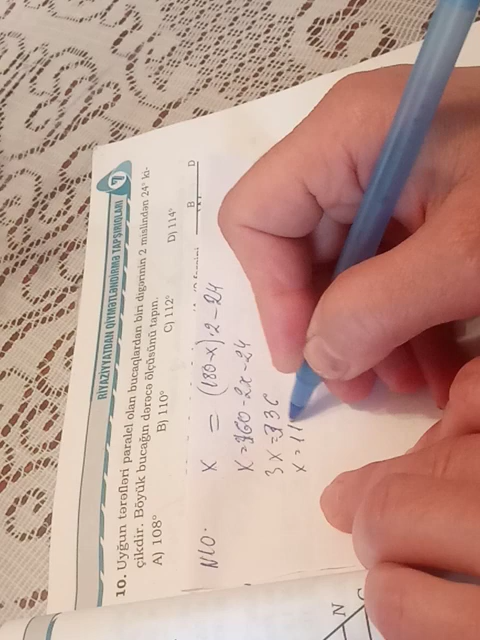 RİYAZİYYATDAN QİYMƏTLƏNDİRMƏ TAPŞIRIQLARI 7
10. Uyğun tərəfləri paralel olan bucaqlardan biri digərinin 2 mislindən 24° ki-
çikdir. Böyük bucağın dərəcə ölçüsünü tapın.
A) 108° B) 110° C) 112° D) 114°
B D
N10. x = (180-x)·2-24
x=360-2x-24
3x=336
x=11
N